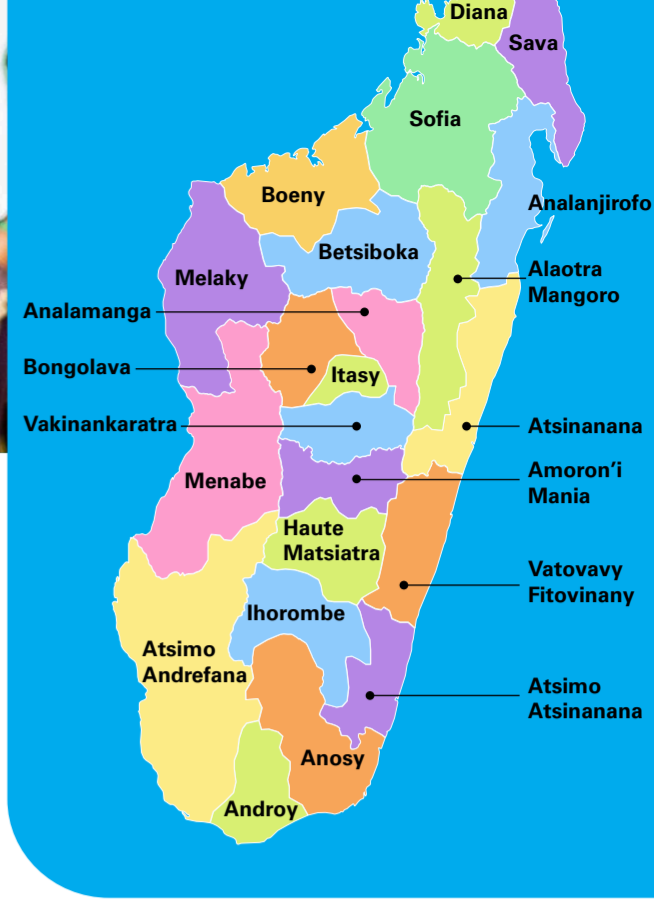 Diana
Sava
Sofia
Boeny
Analanjirofo
Betsiboka
Melaky
Alaotra
Mangoro
Analamanga
Bongolava
Itasy
Vakinankaratra
Atsinanana
Menabe
Amoron’i
Mania
Haute
Matsiatra
Vatovavy
Fitovinany
Ihorombe
Atsimo
Andrefana
Atsimo
Atsinanana
Anosy
Androy